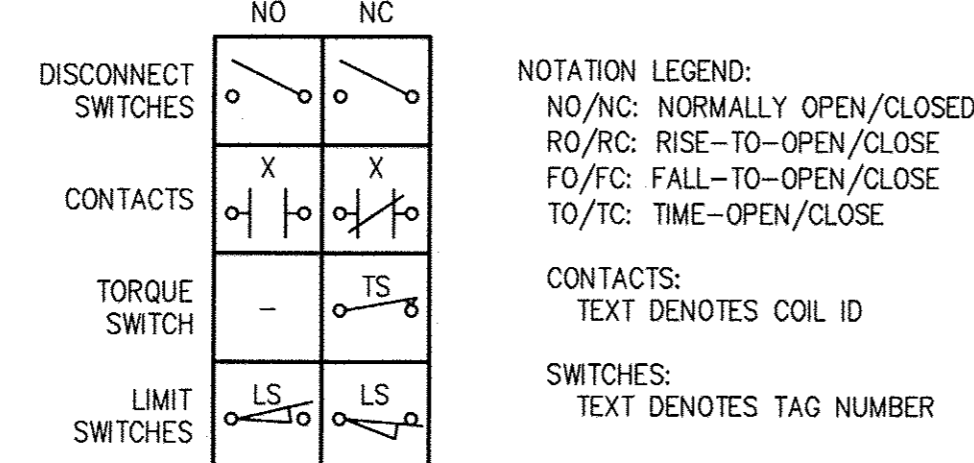 NO NC
DISCONNECT
SWITCHES
CONTACTS
X X
TORQUE
SWITCH
–
TS
LIMIT
SWITCHES
LS LS
NOTATION LEGEND:
NO/NC: NORMALLY OPEN/CLOSED
RO/RC: RISE-TO-OPEN/CLOSE
FO/FC: FALL-TO-OPEN/CLOSE
TO/TC: TIME-OPEN/CLOSE
CONTACTS:
TEXT DENOTES COIL ID
SWITCHES:
TEXT DENOTES TAG NUMBER